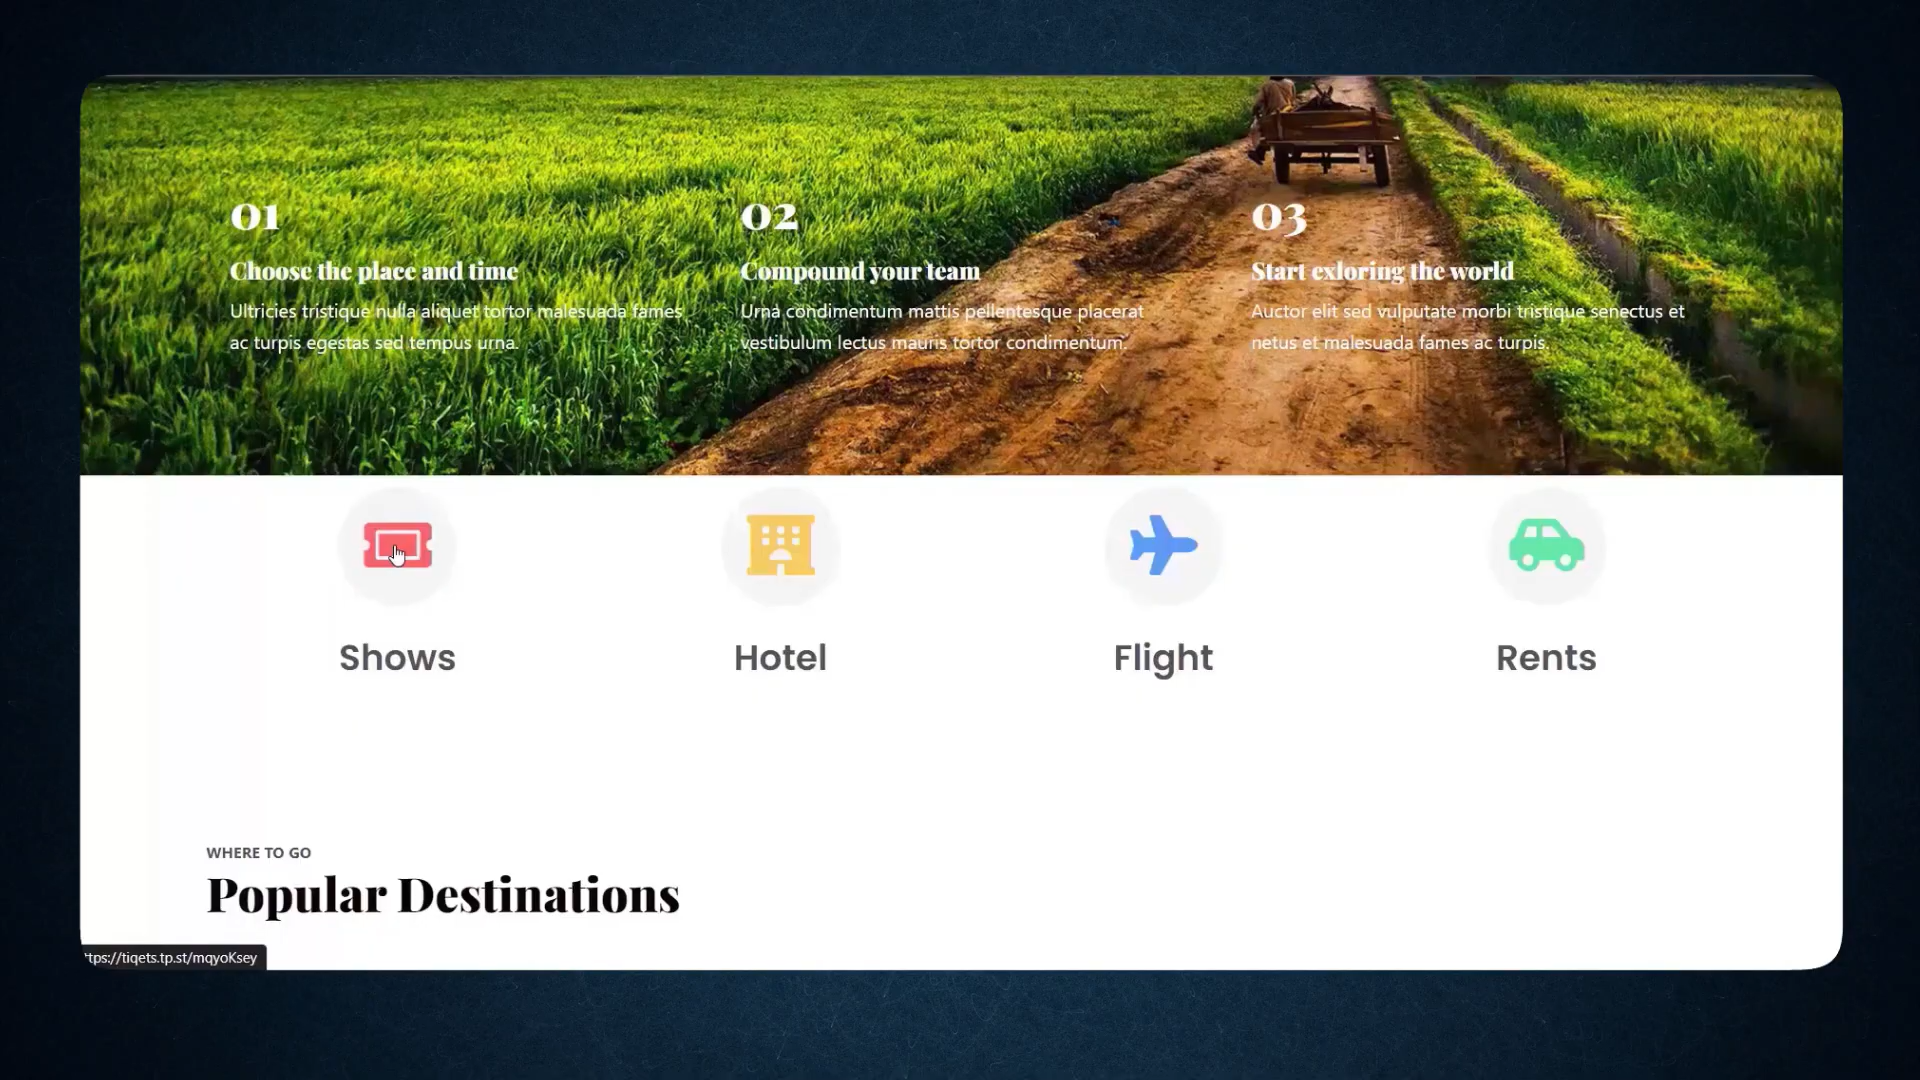 01
Choose the place and time
Ultricies tristique nulla aliquet tortor malesuada fames
ac turpis egestas sed tempus urna.
02
Compound your team
Urna condimentum mattis pellentesque placerat
vestibulum lectus mauris tortor condimentum.
03
Start exloring the world
Auctor elit sed vulputate morbi tristique senectus et
netus et malesuada fames ac turpis.
Shows
Hotel
Flight
Rents
WHERE TO GO
Popular Destinations
ttps://tiqets.tp.st/mqyoKsey